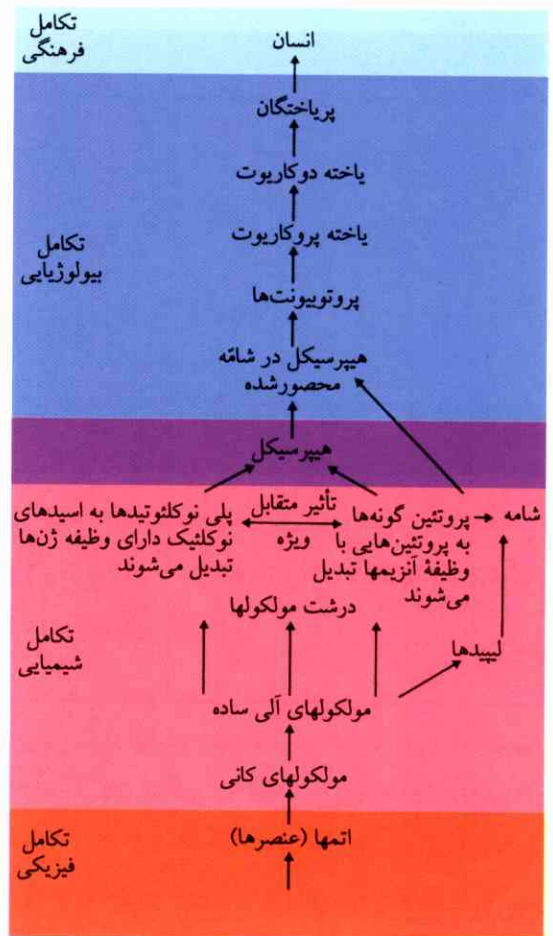 تکامل
فرهنگی
انسان
پریاختگان
یاخته دوکاریوت
یاخته پروکاریوت
تکامل
بیولوژیایی
پروتوبیونت‌ها
هیپرسیکل در شامّه
محصورشده
هیپرسیکل
شامه
پروتئین گونه‌ها
به پروتئین‌هایی با
وظیفهٔ آنزیمها تبدیل
می‌شوند
تأثیر متقابل
ویژه
پلی نوکلئوتیدها به اسیدهای
نوکلئیک دارای وظیفه ژن‌ها
تبدیل می‌شوند
درشت مولکولها
تکامل
شیمیایی
لیپیدها
مولکولهای آلی ساده
مولکولهای کانی
تکامل
فیزیکی
اتمها (عنصرها)